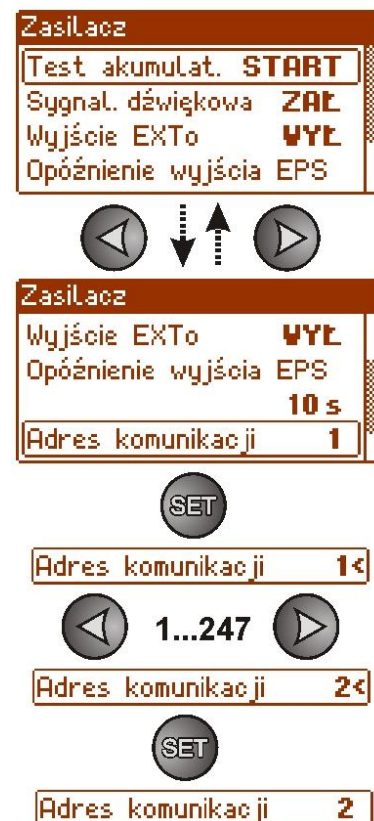 Zasilacz
Test akumulat. START
Sygnal. dźwiękowa ZAŁ
Wyjście EXTo WYŁ
Opóźnienie wyjścia EPS
Zasilacz
Wyjście EXTo WYŁ
Opóźnienie wyjścia EPS
10 s
Adres komunikacji 1
SET
Adres komunikacji 1<
1...247
Adres komunikacji 2<
SET
Adres komunikacji 2